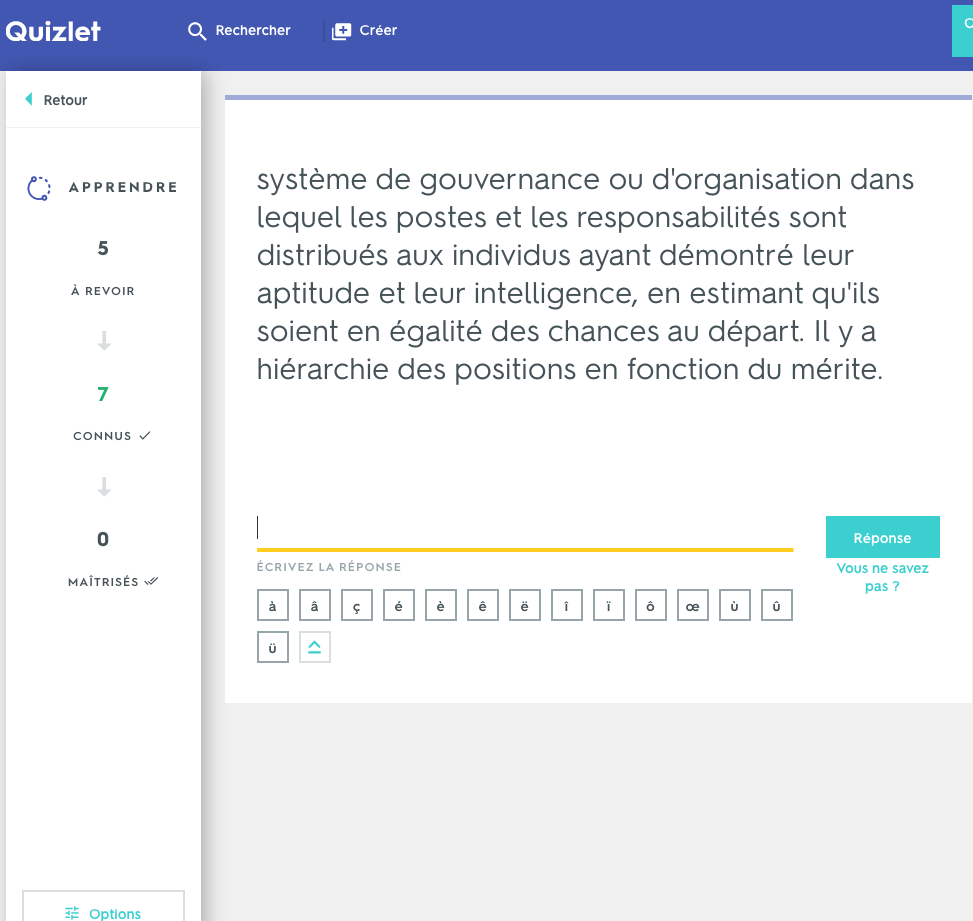 Quizlet
Rechercher
Créer
Retour
APPRENDRE
5
À REVOIR
7
CONNUS
0
MAÎTRISÉS
Options
système de gouvernance ou d'organisation dans
lequel les postes et les responsabilités sont
distribués aux individus ayant démontré leur
aptitude et leur intelligence, en estimant qu'ils
soient en égalité des chances au départ. Il y a
hiérarchie des positions en fonction du mérite.
ÉCRIVEZ LA RÉPONSE
à â ç é è ê ë î ï ô œ ù û
ü
Réponse
Vous ne savez
pas ?